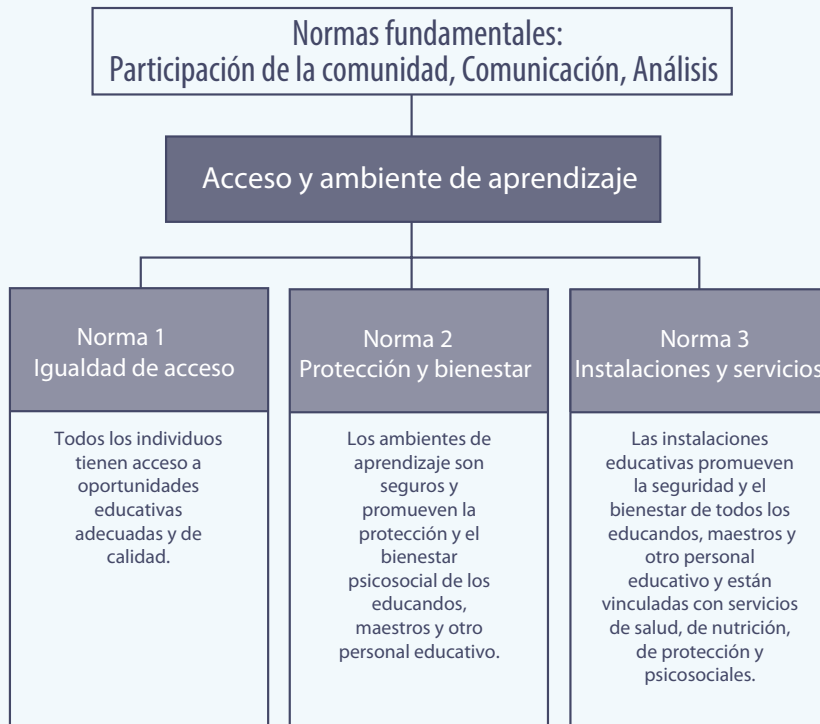 Normas fundamentales:
Participación de la comunidad, Comunicación, Análisis
Acceso y ambiente de aprendizaje
Norma 1
Igualdad de acceso
Todos los individuos
tienen acceso a
oportunidades
educativas
adecuadas y de
calidad.
Norma 2
Protección y bienestar
Los ambientes de
aprendizaje son
seguros y
promueven la
protección y el
bienestar
psicosocial de los
educandos,
maestros y otro
personal educativo.
Norma 3
Instalaciones y servicios
Las instalaciones
educativas promueven
la seguridad y el
bienestar de todos los
educandos, maestros y
otro personal
educativo y están
vinculadas con servicios
de salud, de nutrición,
de protección y
psicosociales.